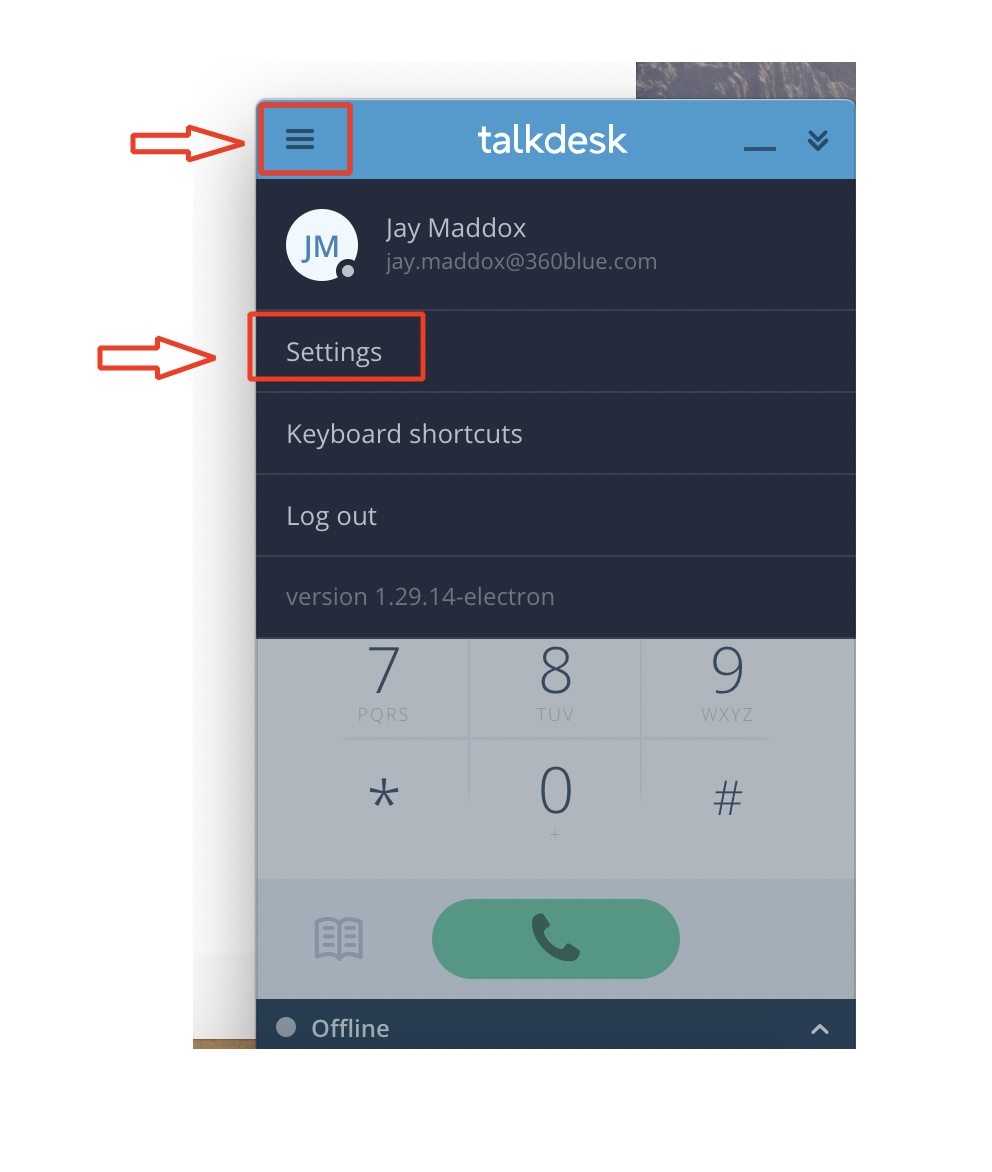 talkdesk
JM
Jay Maddox
jay.maddox@360blue.com
Settings
Keyboard shortcuts
Log out
version 1.29.14-electron
7 8 9
PQRS TUV WXYZ
* 0 #
+
Offline